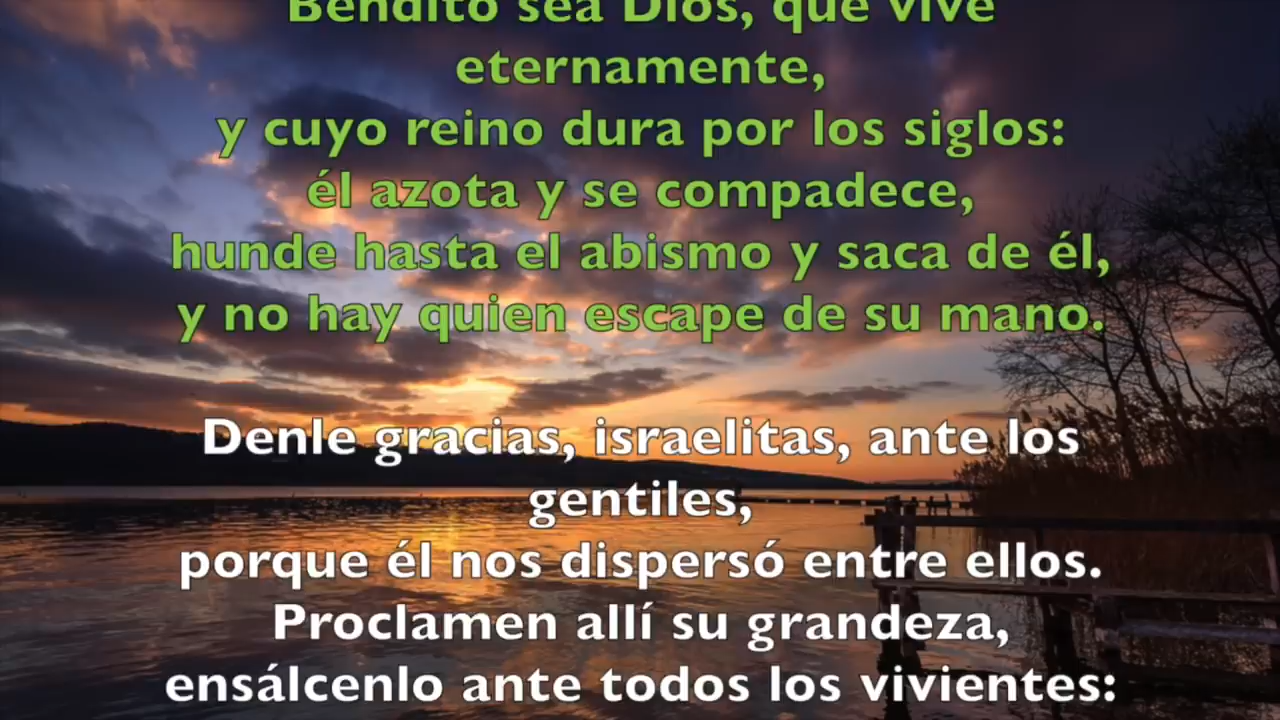 Bendito sea Dios, que vive
eternamente,
y cuyo reino dura por los siglos:
él azota y se compadece,
hunde hasta el abismo y saca de él,
y no hay quien escape de su mano.
Denle gracias, israelitas, ante los
gentiles,
porque él nos dispersó entre ellos.
Proclamen allí su grandeza,
ensálcenlo ante todos los vivientes: